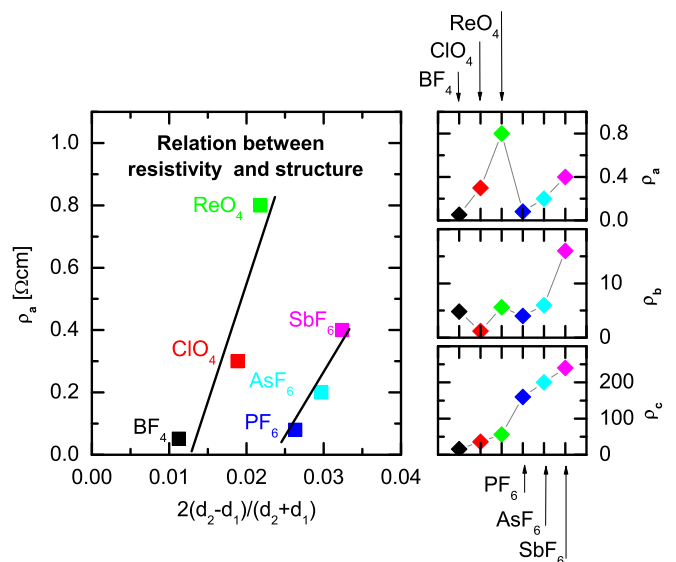 ReO4
ClO4
BF4
Relation between
resistivity and structure
1.0
0.8
0.6
0.4
0.2
0.0
ρa [Ωcm]
ReO4
SbF6
ClO4
AsF6
PF6
BF4
0.00 0.01 0.02 0.03 0.04
2(d2-d1)/(d2+d1)
0.8
0.4
0.0
ρa
10
0
ρb
200
100
0
ρc
PF6
AsF6
SbF6